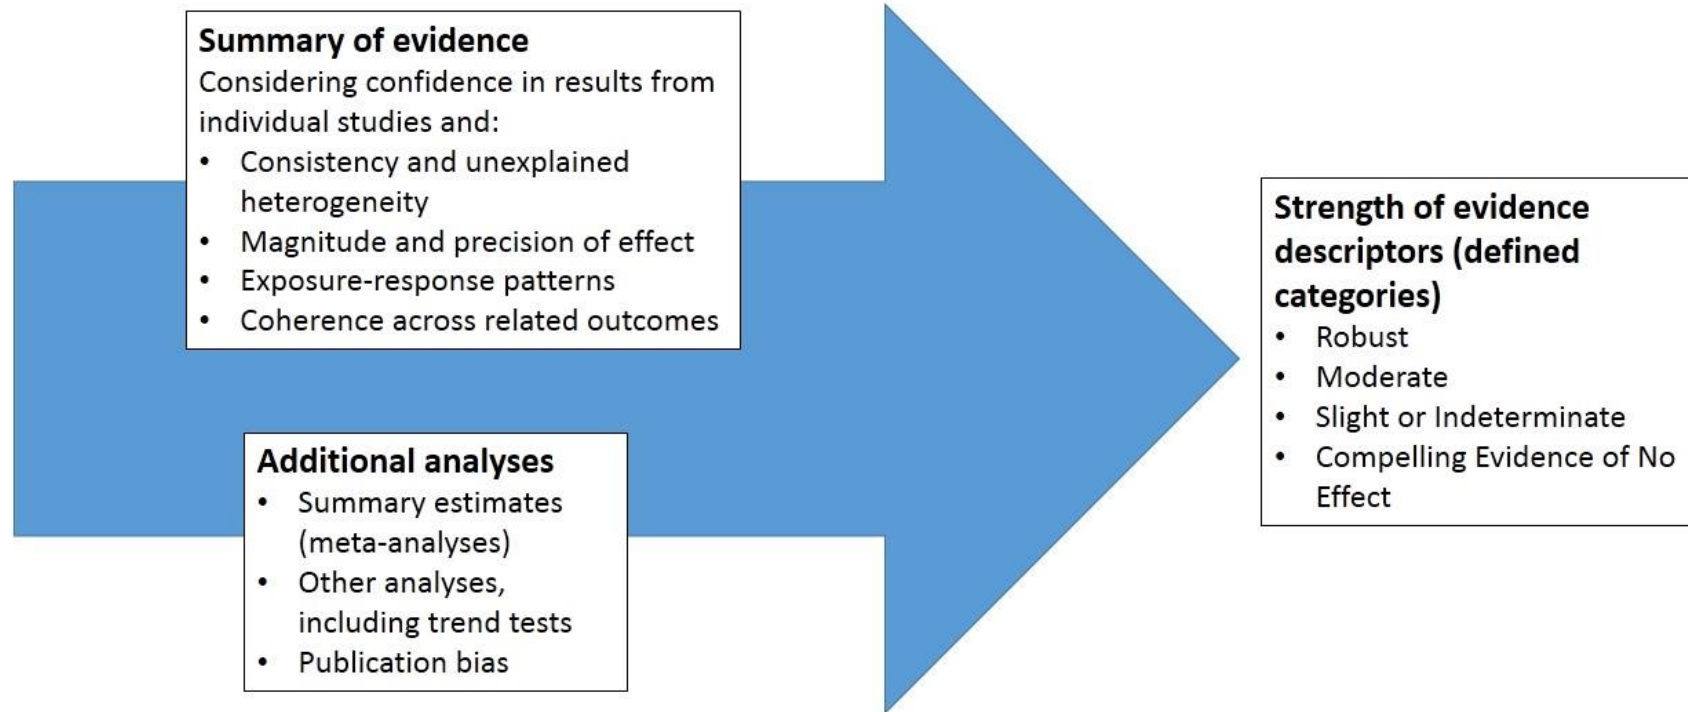 Summary of evidence
Considering confidence in results from
individual studies and:
• Consistency and unexplained
heterogeneity
• Magnitude and precision of effect
• Exposure-response patterns
• Coherence across related outcomes
Additional analyses
• Summary estimates
(meta-analyses)
• Other analyses,
including trend tests
• Publication bias
Strength of evidence
descriptors (defined
categories)
• Robust
• Moderate
• Slight or Indeterminate
• Compelling Evidence of No
Effect